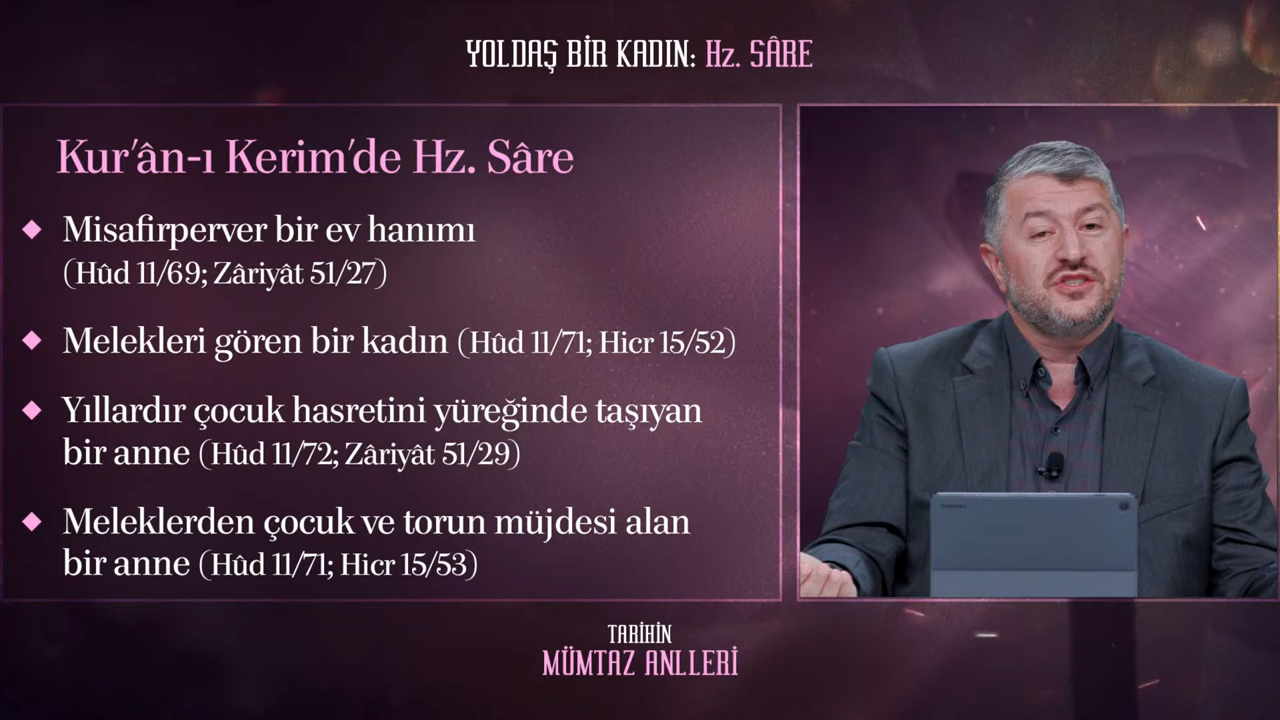 YOLDAŞ BİR KADIN: Hz. SÂRE
Kur'ân-ı Kerim'de Hz. Sâre
Misafirperver bir ev hanımı
(Hûd 11/69; Zâriyât 51/27)
Melekleri gören bir kadın (Hûd 11/71; Hicr 15/52)
Yıllardır çocuk hasretini yüreğinde taşıyan
bir anne (Hûd 11/72; Zâriyât 51/29)
Meleklerden çocuk ve torun müjdesi alan
bir anne (Hûd 11/71; Hicr 15/53)
SAMSUNG
TARİHİN
MÜMTAZ ANLLERİ